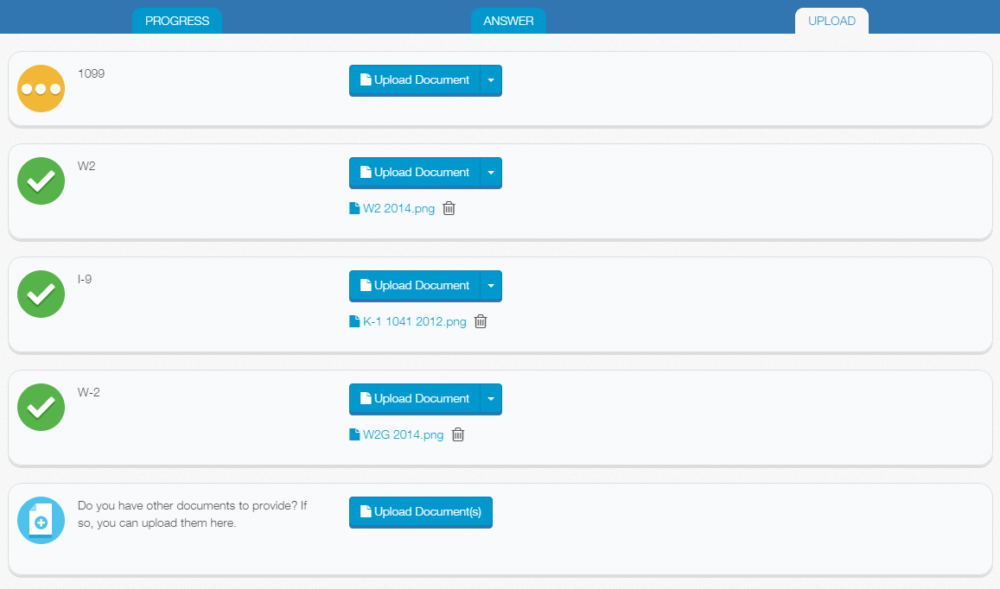 PROGRESS
ANSWER
UPLOAD
1099
Upload Document
W2
Upload Document
W2 2014.png
I-9
Upload Document
K-1 1041 2012.png
W-2
Upload Document
W2G 2014.png
Do you have other documents to provide? If
so, you can upload them here.
Upload Document(s)